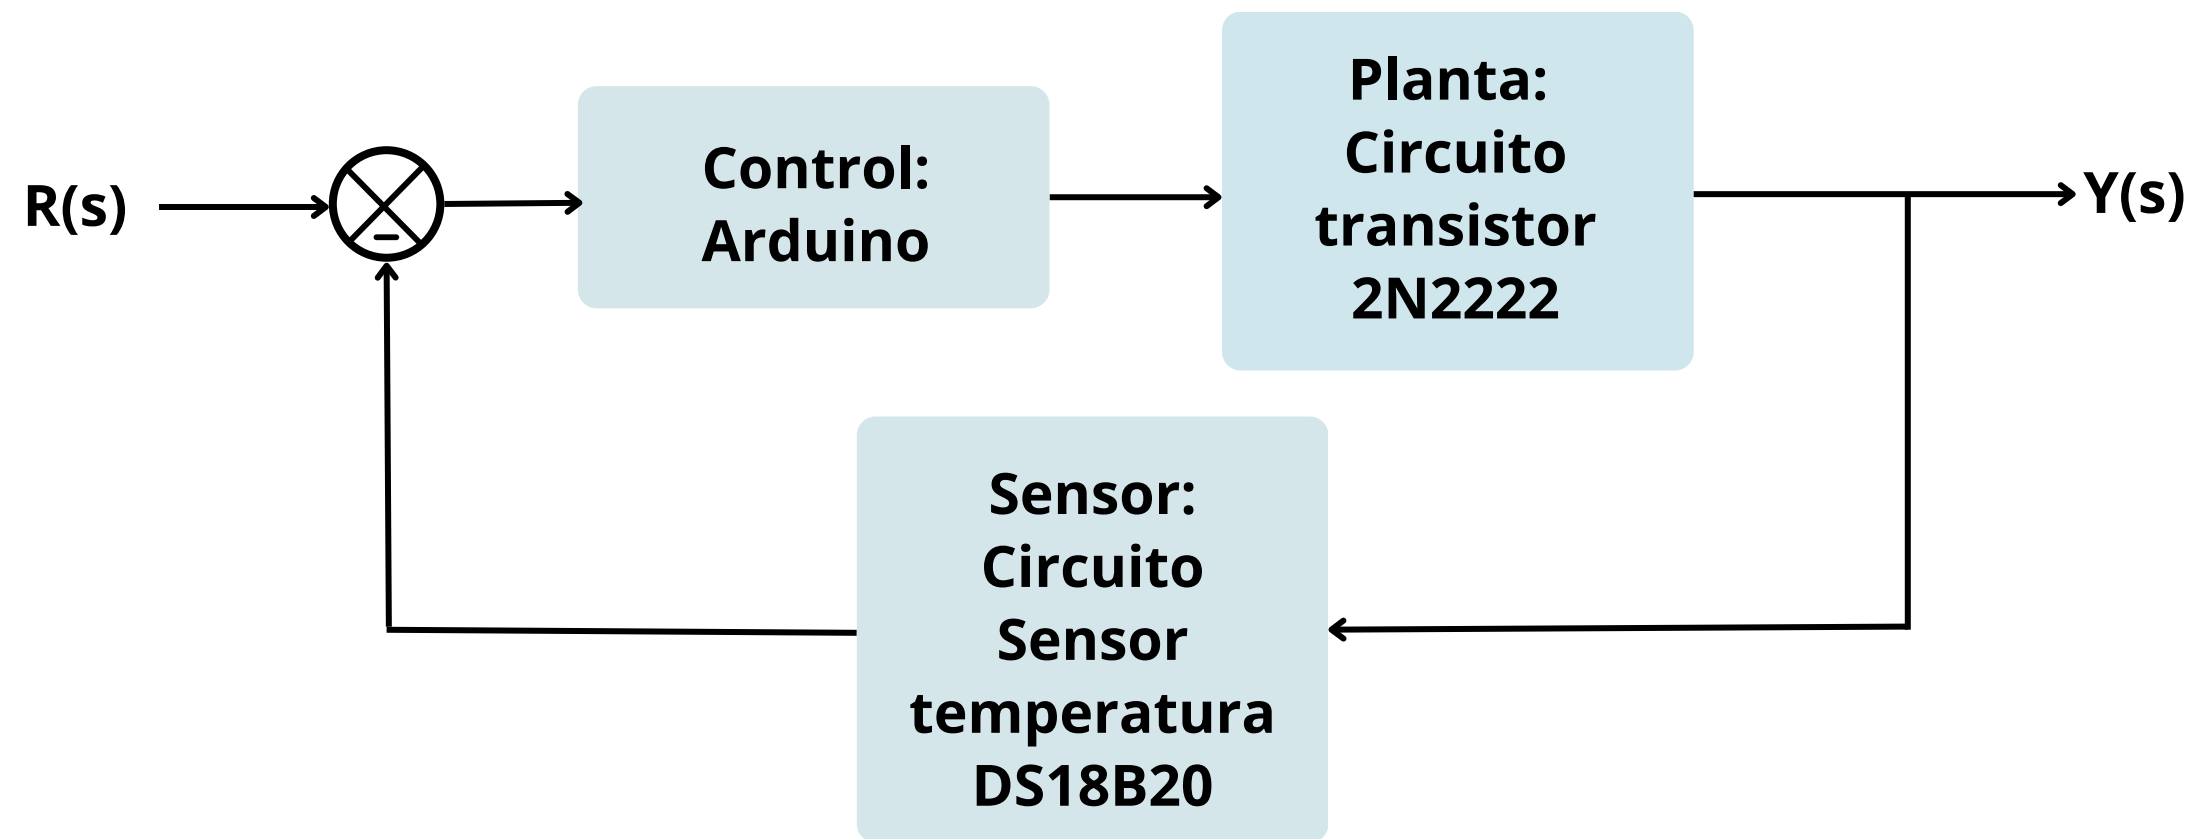 R(s)
Control:
Arduino
Planta:
Circuito
transistor
2N2222
Y(s)
Sensor:
Circuito
Sensor
temperatura
DS18B20